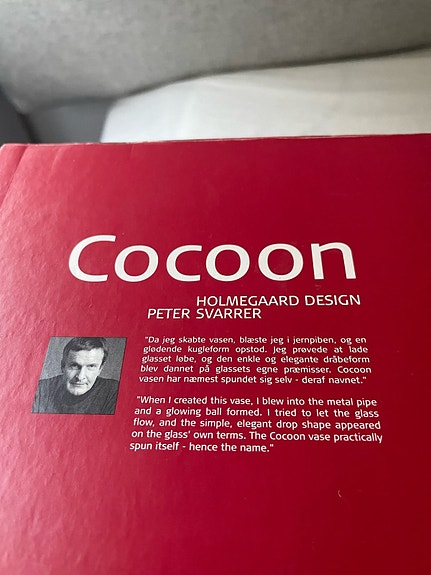 Cocoon
HOLMEGAARD DESIGN
PETER SVARRER
"Da jeg skabte vasen, blæste jeg i jernpiben, og en
glødende kugleform opstod. Jeg prøvede at lade
glasset løbe, og den enkle og elegante dråbeform
blev dannet på glassets egne præmisser. Cocoon
vasen har næmest spundet sig selv - deraf navnet."
"When I created this vase, I blew into the metal pipe
and a glowing ball formed. I tried to let the glass
flow, and the simple, elegant drop shape appeared
on the glass' own terms. The Cocoon vase practically
spun itself - hence the name."